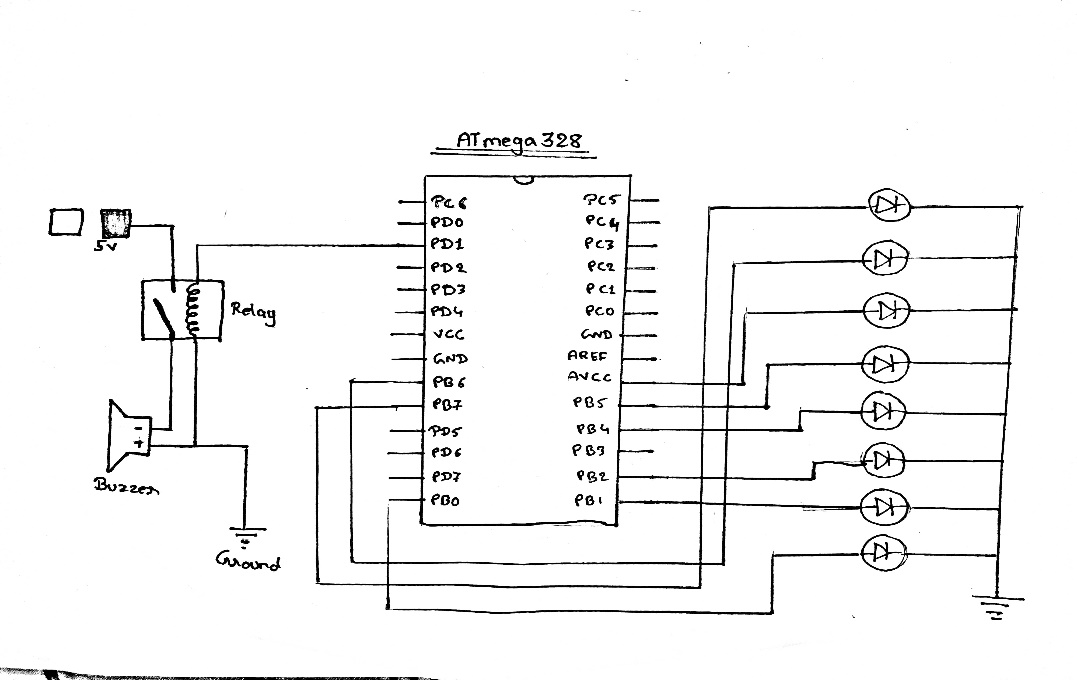 ATmega328
PC6
PD0
PD1
PD2
PD3
PD4
VCC
GND
PB6
PB7
PD5
PD6
PD7
PB0
PC5
PC4
PC3
PC2
PC1
PC0
GND
AREF
AVCC
PB5
PB4
PB3
PB2
PB1
5v
Relay
-
+
Buzzer
Ground